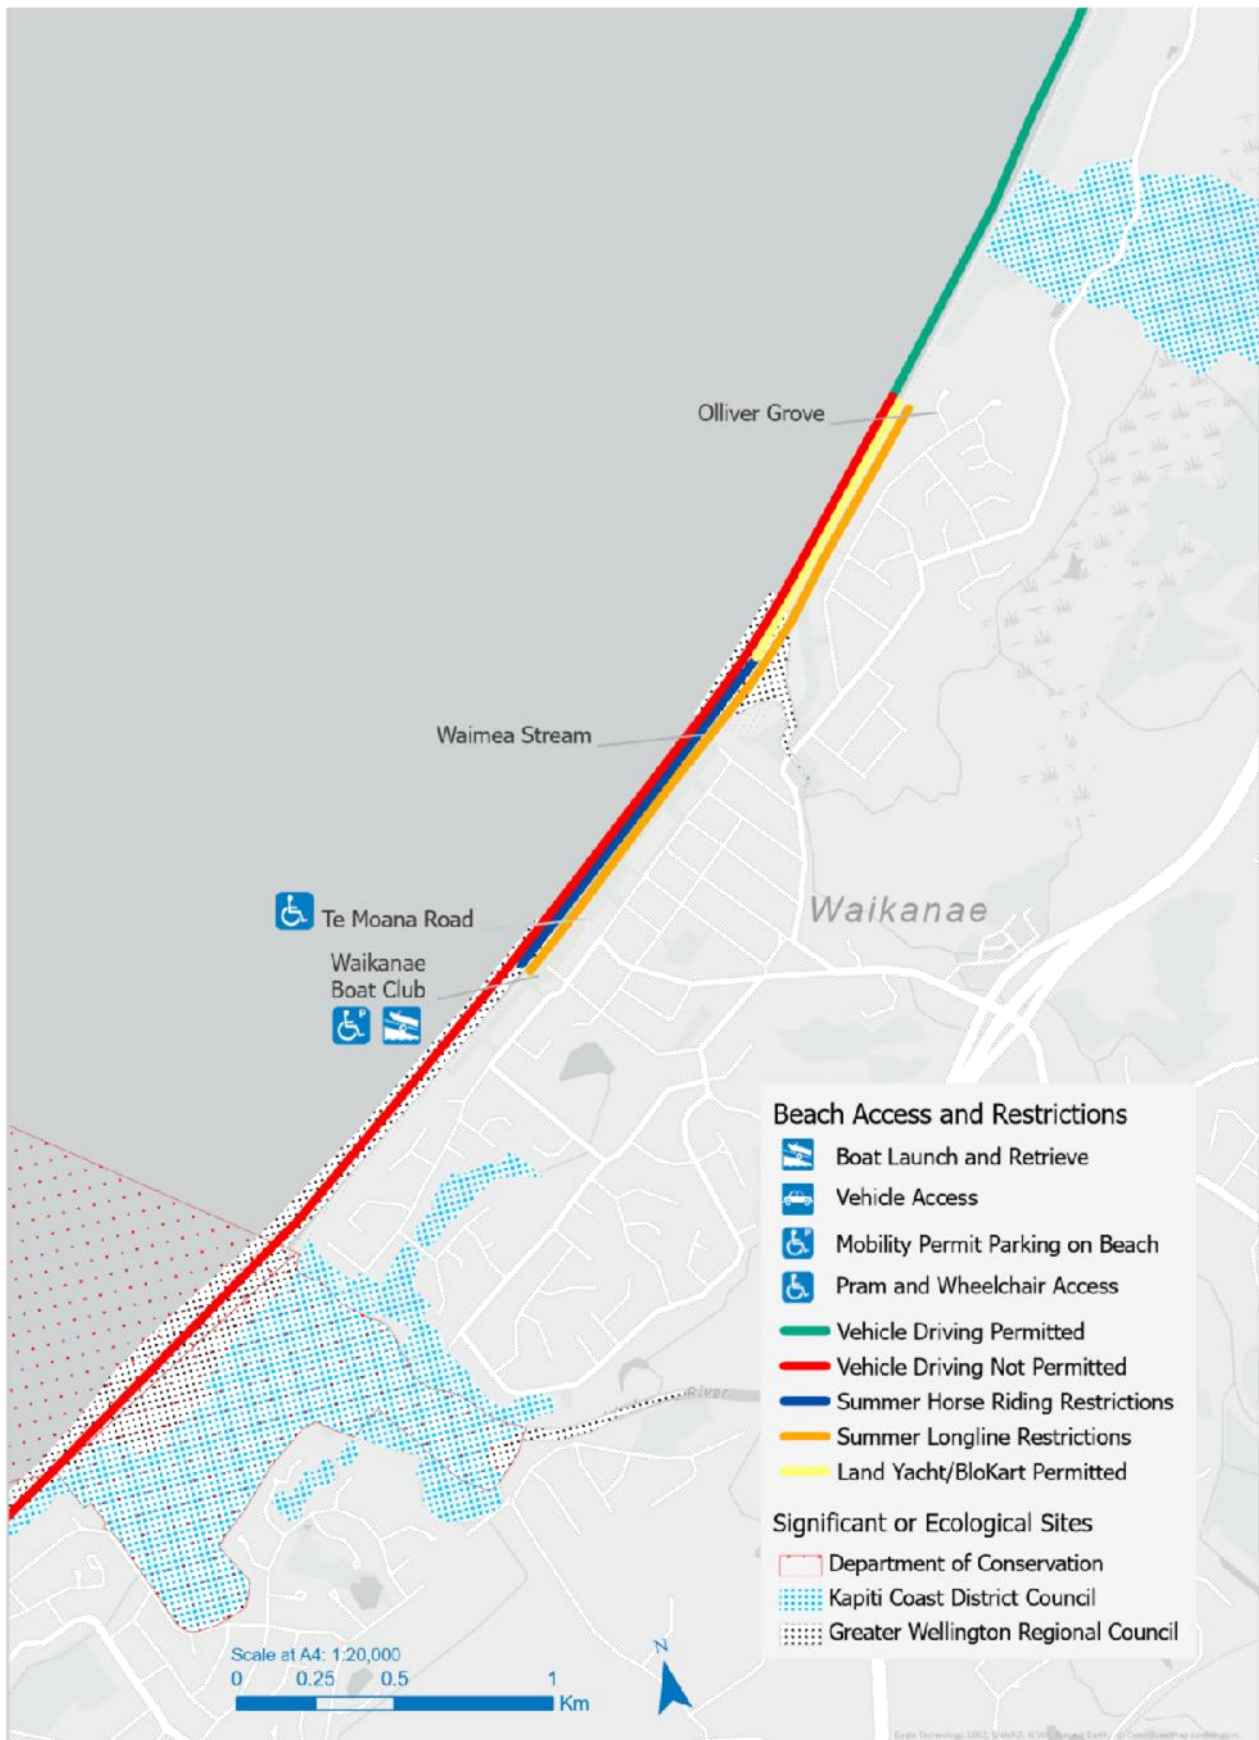 Olliver Grove
Waimea Stream
Te Moana Road
Waikanae
Waikanae
Boat Club
Beach Access and Restrictions
Boat Launch and Retrieve
Vehicle Access
Mobility Permit Parking on Beach
Pram and Wheelchair Access
Vehicle Driving Permitted
Vehicle Driving Not Permitted
Summer Horse Riding Restrictions
Summer Longline Restrictions
Land Yacht/BloKart Permitted
River
Significant or Ecological Sites
Department of Conservation
Kapiti Coast District Council
Greater Wellington Regional Council
Scale at A4: 1:20,000
0 0.25 0.5 1
Km
N